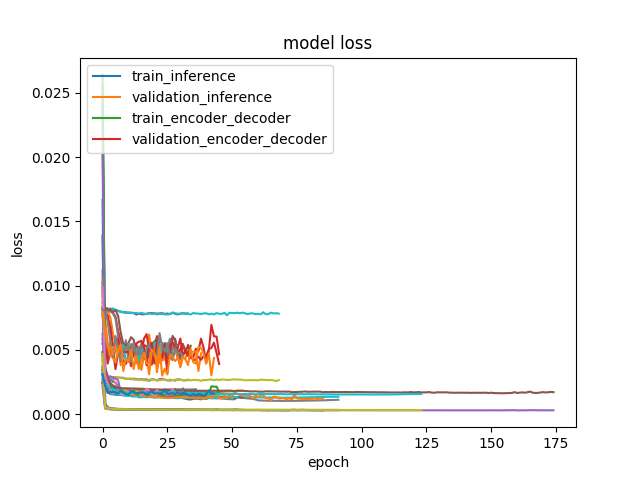 model loss
train_inference
validation_inference
train_encoder_decoder
validation_encoder_decoder
loss
0.025
0.020
0.015
0.010
0.005
0.000
0 25 50 75 100 125 150 175
epoch